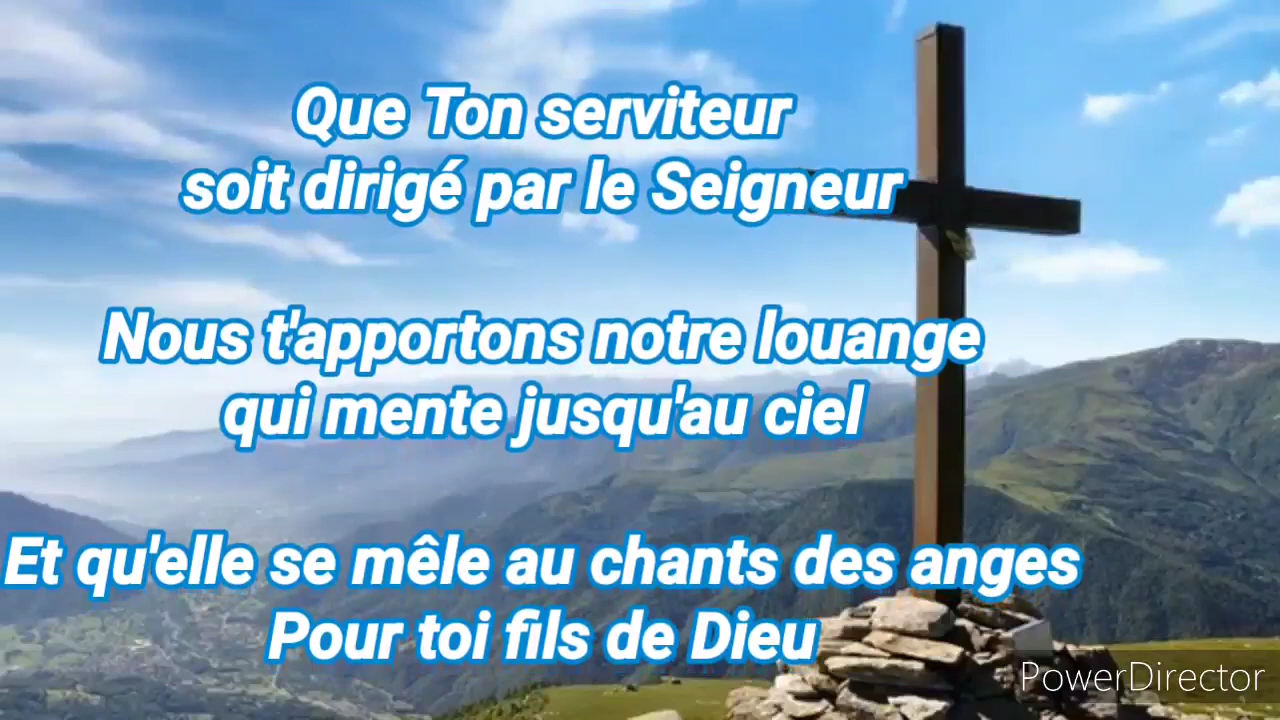 Que Ton serviteur
soit dirigé par le Seigneur
Nous t'apportons notre louange
qui mente jusqu'au ciel
Et qu'elle se mêle au chants des anges
Pour toi fils de Dieu
PowerDirector